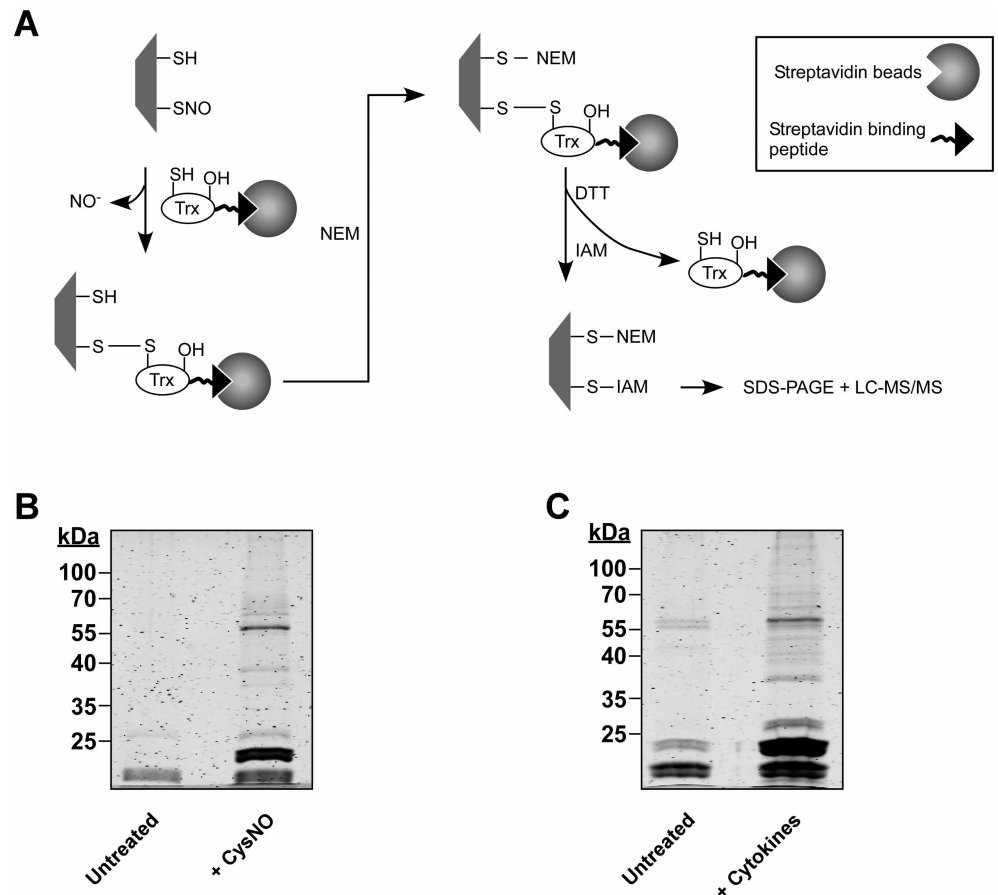 A
SH
SNO
SH
OH
NO-
Trx
SH
S
S
OH
Trx
NEM
S
NEM
S
S
OH
Trx
DTT
IAM
SH
OH
Trx
S
NEM
S
IAM
SDS-PAGE + LC-MS/MS
Streptavidin beads
Streptavidin binding
peptide
B
kDa
100
70
55
40
35
25
Untreated
+ CysNO
C
kDa
100
70
55
40
35
25
Untreated
+ Cytokines